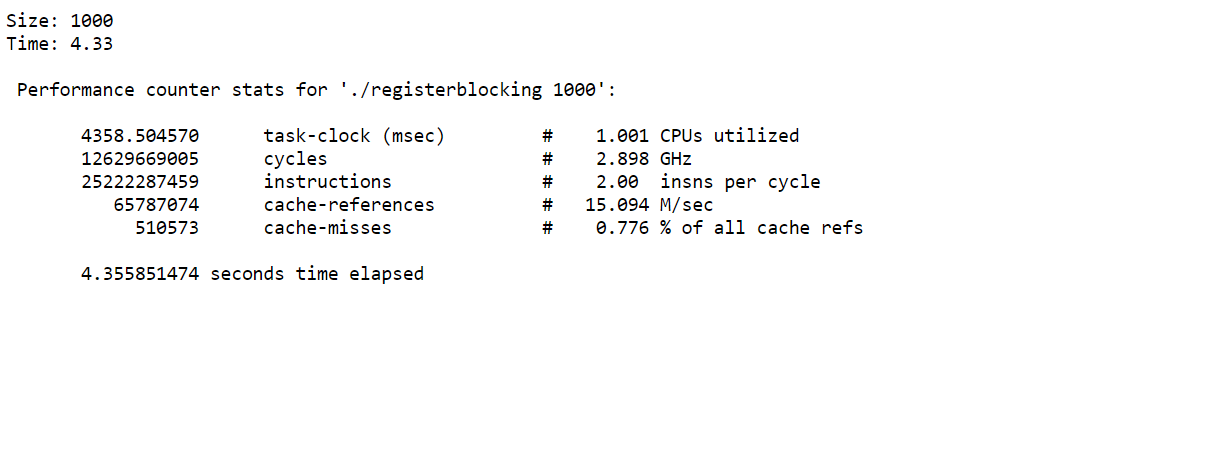 Size: 1000
Time: 4.33
Performance counter stats for './registerblocking 1000':
4358.504570 task-clock (msec) # 1.001 CPUs utilized
12629669005 cycles # 2.898 GHz
25222287459 instructions # 2.00 insns per cycle
65787074 cache-references # 15.094 M/sec
510573 cache-misses # 0.776 % of all cache refs
4.355851474 seconds time elapsed